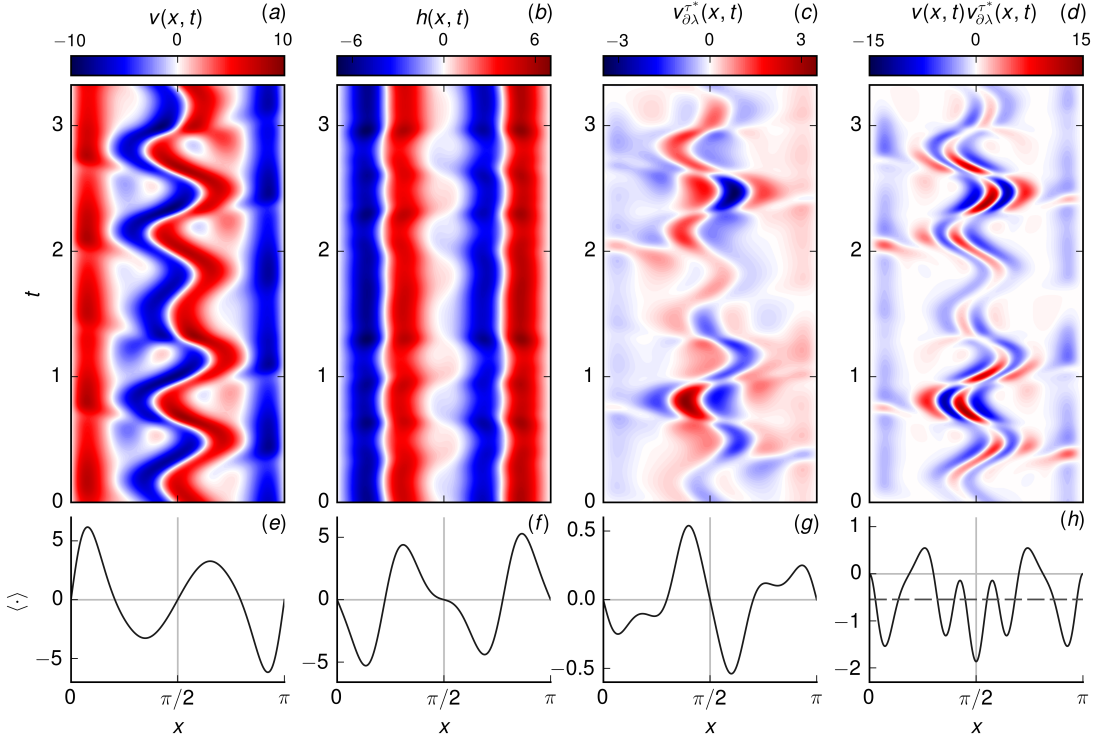 v(x, t) (a)
−10 0 10
h(x, t) (b)
−6 0 6
v^{τ*}_{∂λ}(x, t) (c)
−3 0 3
v(x, t)v^{τ*}_{∂λ}(x, t) (d)
−15 0 15
t
3
2
1
0
3
2
1
0
3
2
1
0
3
2
1
0
(e)
⟨·⟩
5
0
−5
0 π/2 π
x
(f)
5
0
−5
0 π/2 π
x
(g)
0.5
0.0
−0.5
0 π/2 π
x
(h)
1
0
−1
−2
0 π/2 π
x